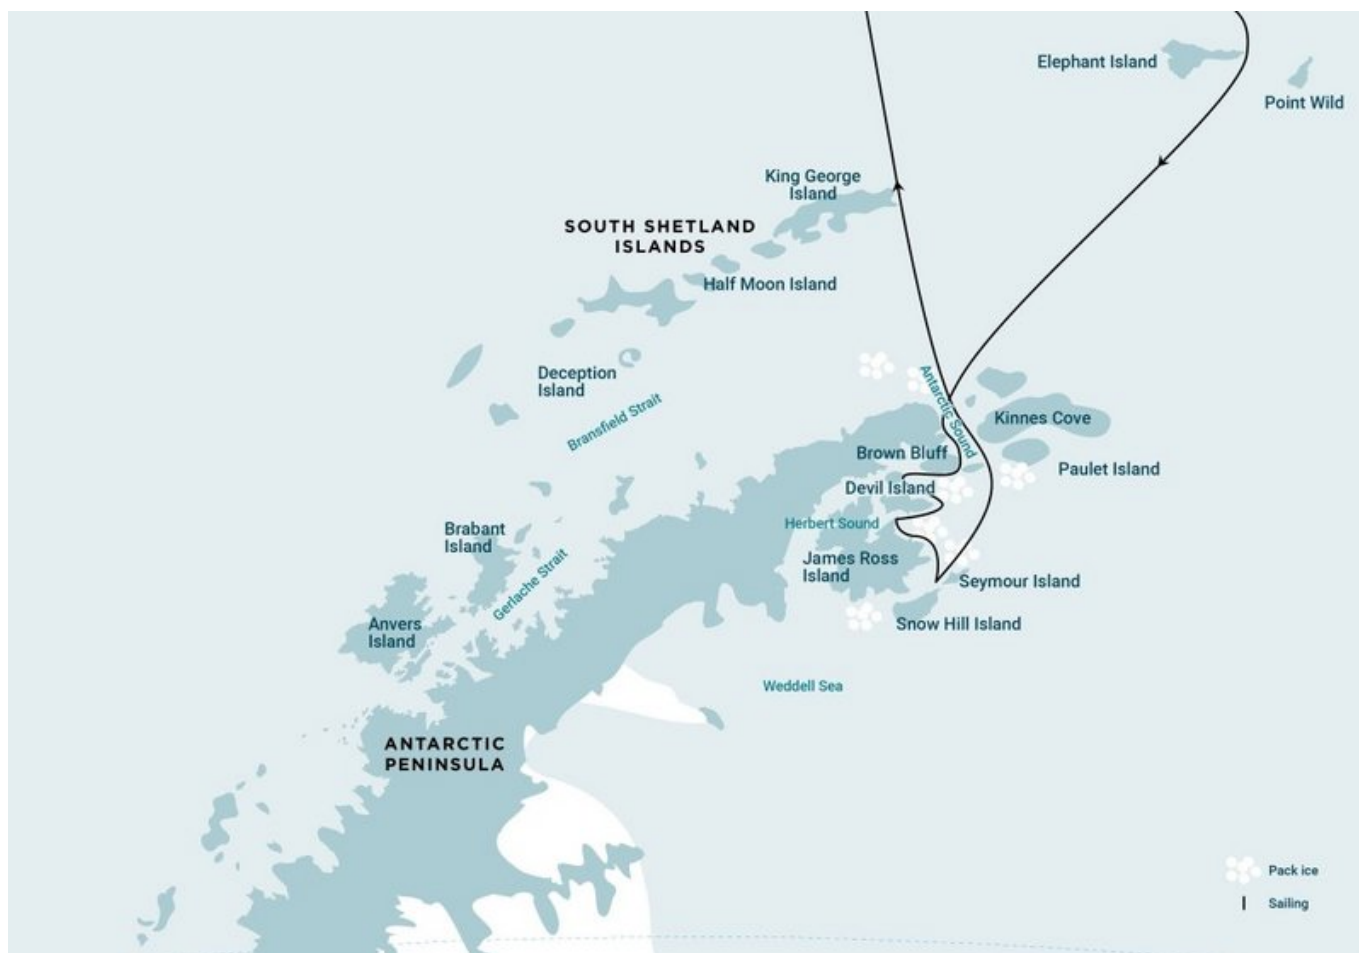 Elephant Island
Point Wild
King George
Island
SOUTH SHETLAND
ISLANDS
Half Moon Island
Deception
Island
Bransfield Strait
Antarctic Sound
Kinnes Cove
Brown Bluff
Paulet Island
Devil Island
Herbert Sound
James Ross
Island
Seymour Island
Snow Hill Island
Brabant
Island
Gerlache Strait
Anvers
Island
Weddell Sea
ANTARCTIC
PENINSULA
Pack ice
Sailing